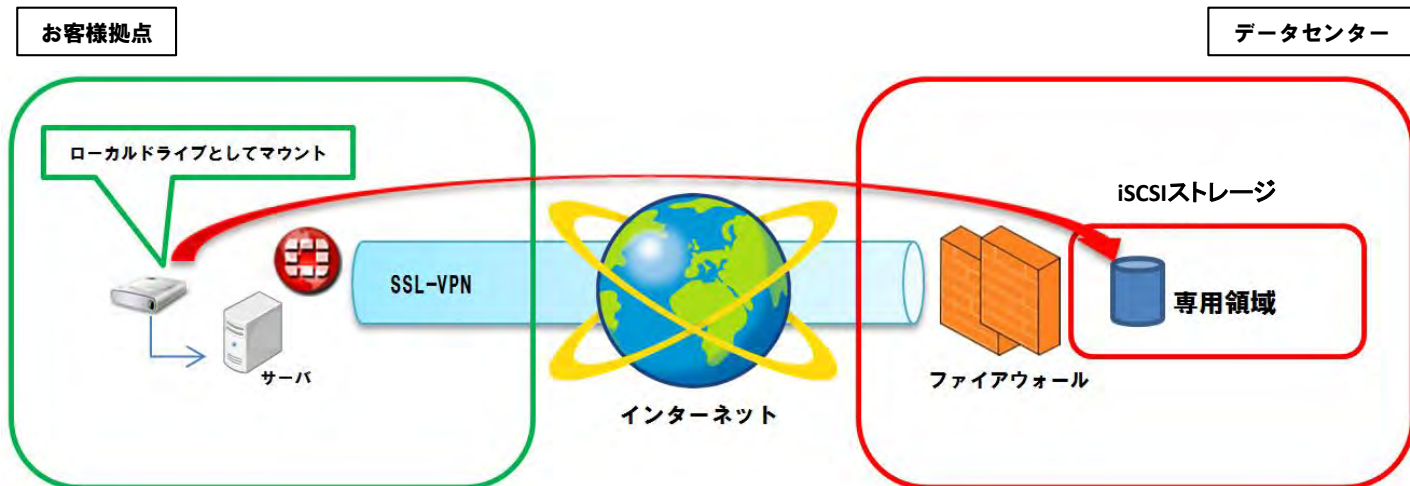 お客様拠点
データセンター
ローカルドライブとしてマウント
iSCSIストレージ
SSL-VPN
専用領域
サーバ
ファイアウォール
インターネット